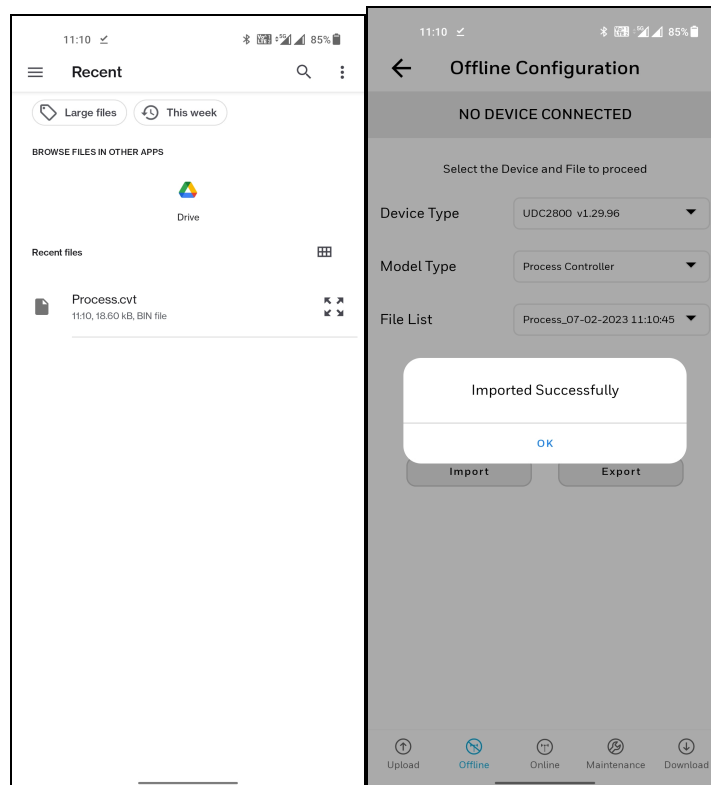 11:10
85%
Recent
Large files
This week
BROWSE FILES IN OTHER APPS
Drive
Recent files
Process.cvt
11:10, 18.60 kB, BIN file
11:10
85%
Offline Configuration
NO DEVICE CONNECTED
Select the Device and File to proceed
Device Type
UDC2800 v1.29.96
Model Type
Process Controller
File List
Process_07-02-2023 11:10:45
Imported Successfully
OK
Import
Export
Upload
Offline
Online
Maintenance
Download